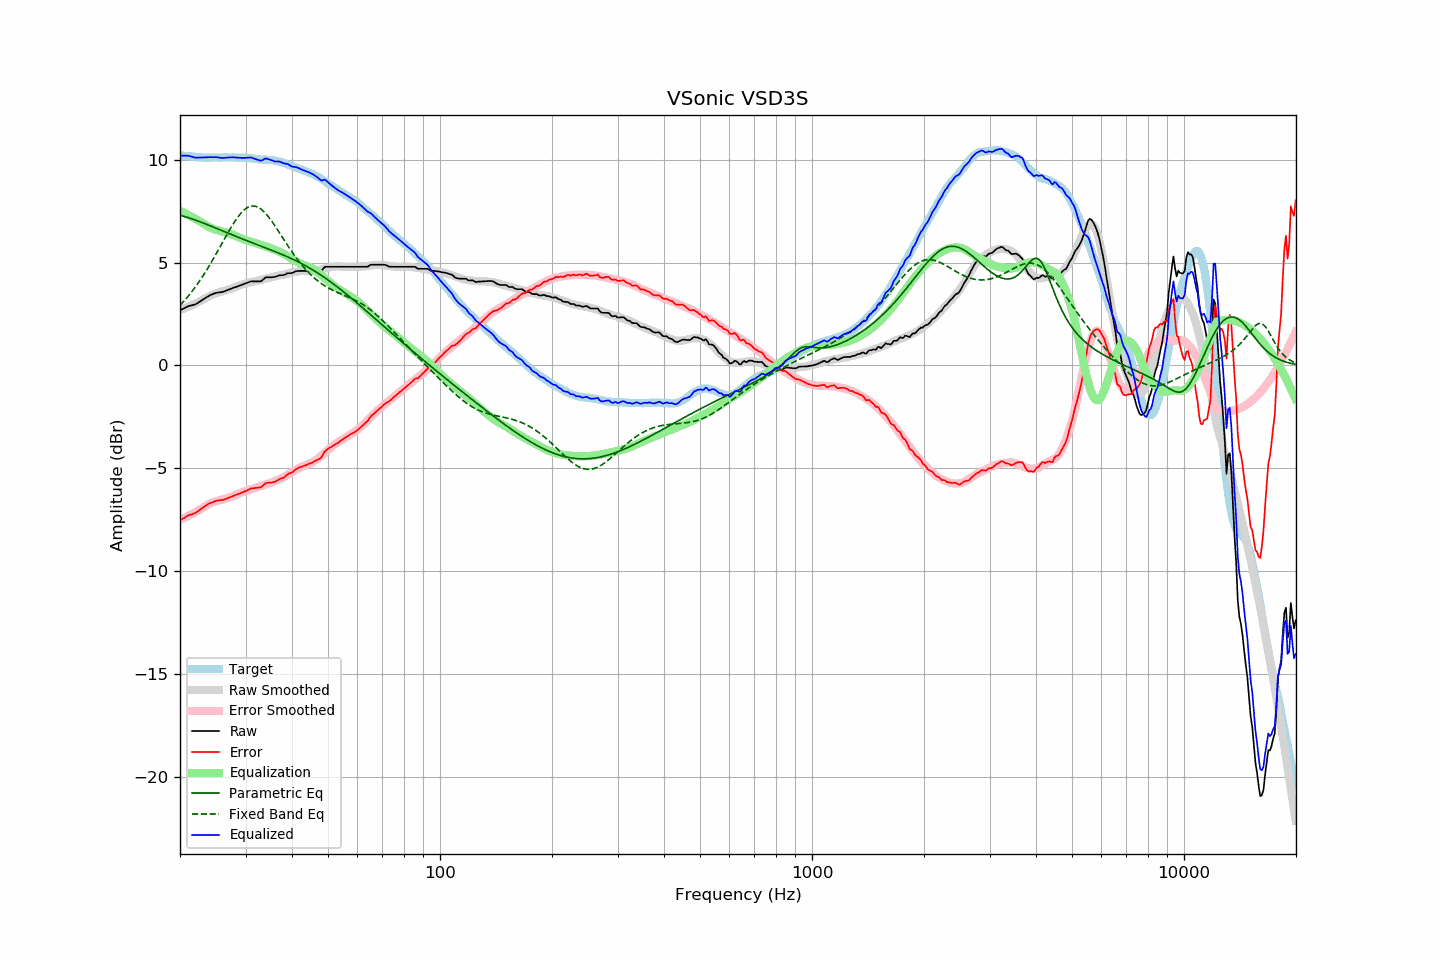 VSonic VSD3S
10
5
0
−5
−10
−15
−20
Amplitude (dBr)
Target
Raw Smoothed
Error Smoothed
Raw
Error
Equalization
Parametric Eq
Fixed Band Eq
Equalized
100
1000
10000
Frequency (Hz)